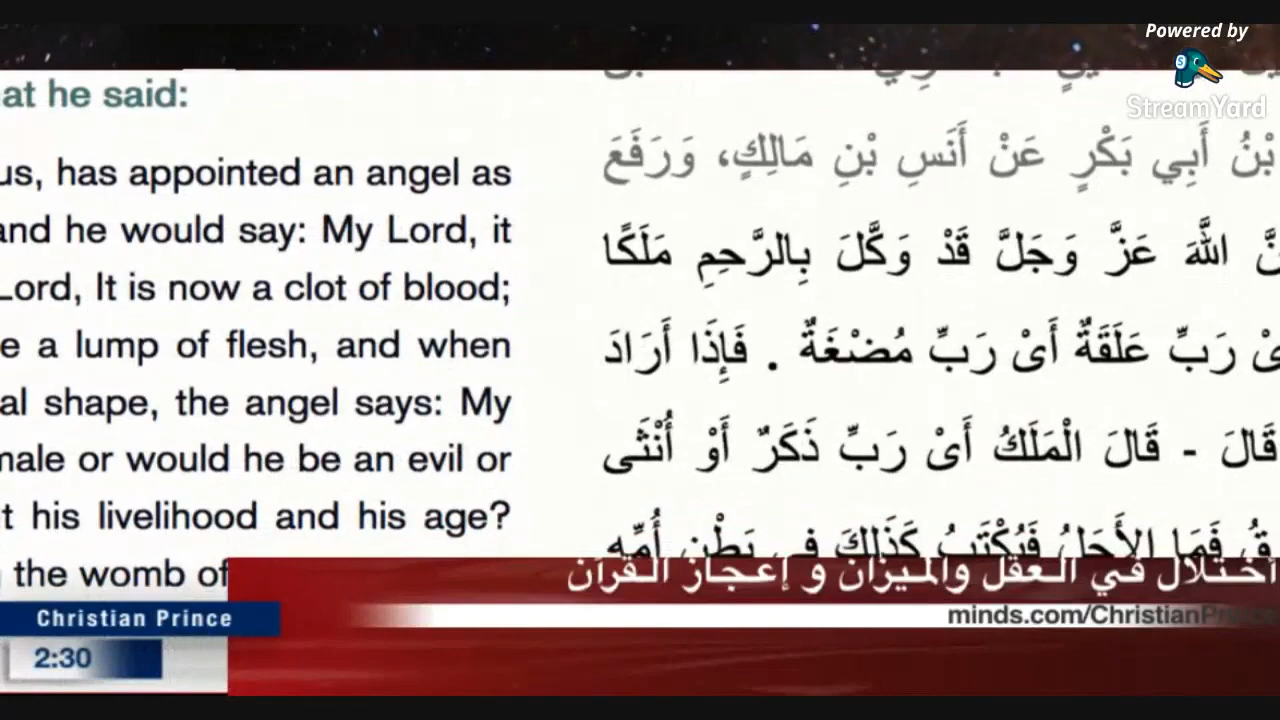 Powered by
StreamYard
at he said:
us, has appointed an angel as
and he would say: My Lord, it
Lord, It is now a clot of blood;
e a lump of flesh, and when
al shape, the angel says: My
male or would he be an evil or
t his livelihood and his age?
the womb of
بْنُ أَبِي بَكْرٍ عَنْ أَنَسِ بْنِ مَالِكٍ، وَرَفَعَ
نَّ اللَّهَ عَزَّ وَجَلَّ قَدْ وَكَّلَ بِالرَّحِمِ مَلَكًا
ىْ رَبِّ عَلَقَةٌ أَىْ رَبِّ مُضْغَةٌ . فَإِذَا أَرَادَ
قَالَ - قَالَ الْمَلَكُ أَىْ رَبِّ ذَكَرٌ أَوْ أُنْثَى
قُ فَمَا الأَجَلُ فَيُكْتَبُ كَذَلِكَ فِي بَطْنِ أُمِّهِ
اختلال في العقل والميزان و إعجاز القرآن
Christian Prince
minds.com/ChristianPrince
2:30